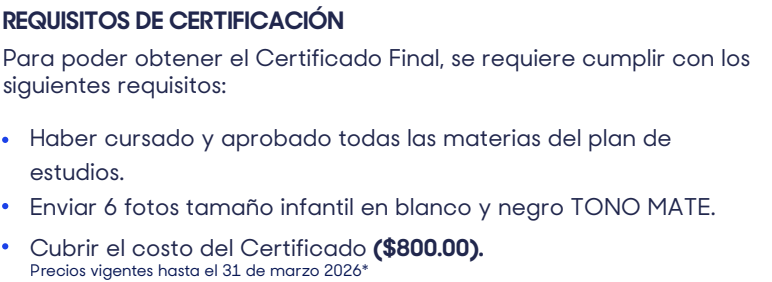 REQUISITOS DE CERTIFICACIÓN
Para poder obtener el Certificado Final, se requiere cumplir con los
siguientes requisitos:
• Haber cursado y aprobado todas las materias del plan de
estudios.
• Enviar 6 fotos tamaño infantil en blanco y negro TONO MATE.
• Cubrir el costo del Certificado ($800.00).
Precios vigentes hasta el 31 de marzo 2026*